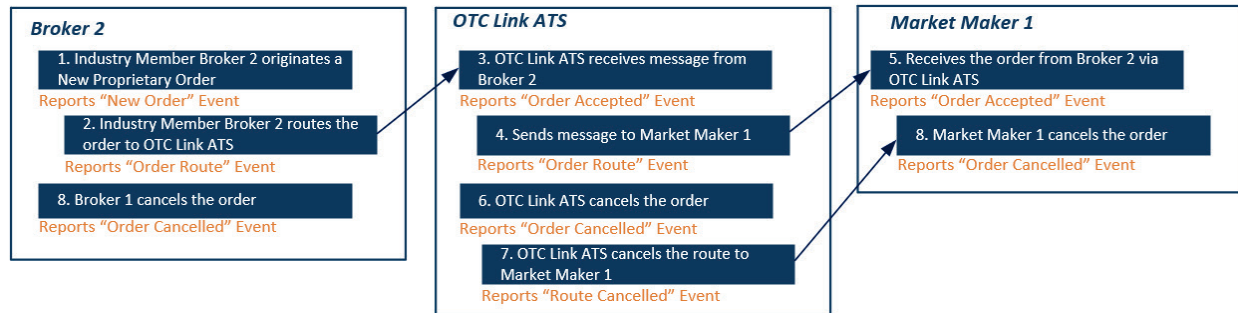 Broker 2
1. Industry Member Broker 2 originates a
New Proprietary Order
Reports “New Order” Event
2. Industry Member Broker 2 routes the
order to OTC Link ATS
Reports “Order Route” Event
8. Broker 1 cancels the order
Reports “Order Cancelled” Event
OTC Link ATS
3. OTC Link ATS receives message from
Broker 2
Reports “Order Accepted” Event
4. Sends message to Market Maker 1
Reports “Order Route” Event
6. OTC Link ATS cancels the order
Reports “Order Cancelled” Event
7. OTC Link ATS cancels the route to
Market Maker 1
Reports “Route Cancelled” Event
Market Maker 1
5. Receives the order from Broker 2 via
OTC Link ATS
Reports “Order Accepted” Event
8. Market Maker 1 cancels the order
Reports “Order Cancelled” Event